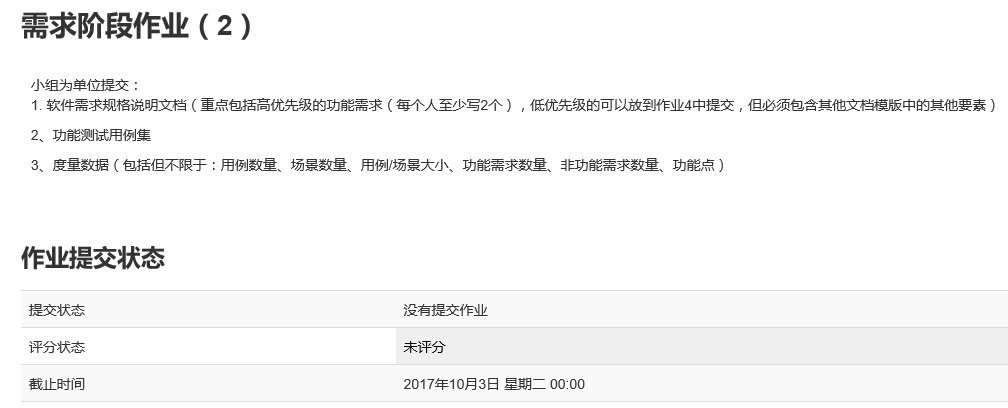 需求阶段作业（2）
小组为单位提交：
1. 软件需求规格说明文档（重点包括高优先级的功能需求（每个人至少写2个），低优先级的可以放到作业4中提交，但必须包含其他文档模版中的其他要素）
2、功能测试用例集
3、度量数据（包括但不限于：用例数量、场景数量、用例/场景大小、功能需求数量、非功能需求数量、功能点）
作业提交状态
提交状态 没有提交作业
评分状态 未评分
截止时间 2017年10月3日 星期二 00:00